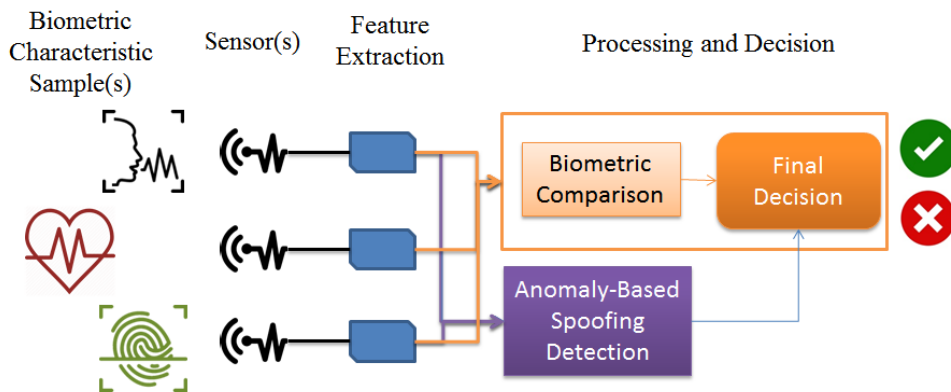 Biometric
Characteristic
Sample(s)
Sensor(s)
Feature
Extraction
Processing and Decision
Biometric
Comparison
Final
Decision
Anomaly-Based
Spoofing
Detection